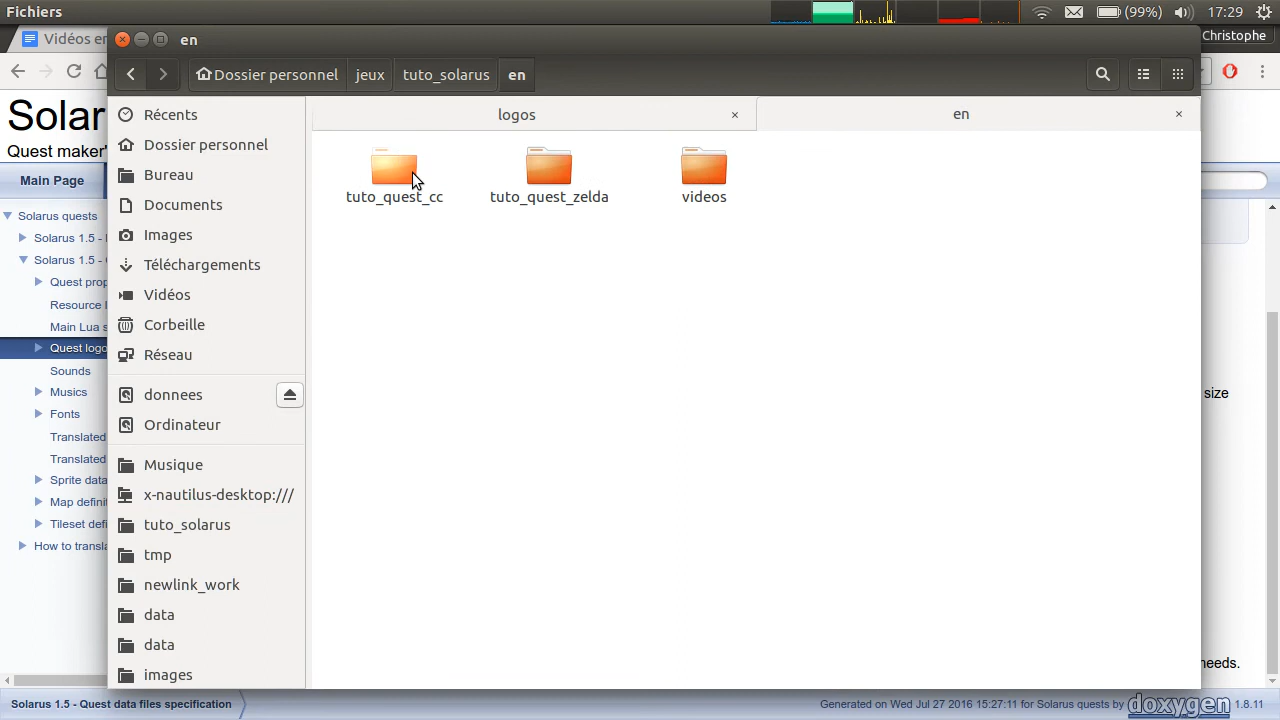 Fichiers
(99%)
17:29
Vidéos er
en
Christophe
Dossier personnel
jeux
tuto_solarus
en
Solar
Quest maker'
Main Page
Solarus quests
Solarus 1.5 -
Solarus 1.5 -
Quest prop
Resource l
Main Lua s
Quest logo
Sounds
Musics
Fonts
Translated
Translated
Sprite data
Map defini
Tileset defi
How to transla
Récents
Dossier personnel
Bureau
Documents
Images
Téléchargements
Vidéos
Corbeille
Réseau
donnees
Ordinateur
Musique
x-nautilus-desktop:///
tuto_solarus
tmp
newlink_work
data
data
images
logos
en
tuto_quest_cc
tuto_quest_zelda
videos
size
needs.
Solarus 1.5 - Quest data files specification
Generated on Wed Jul 27 2016 15:27:11 for Solarus quests by doxygen 1.8.11